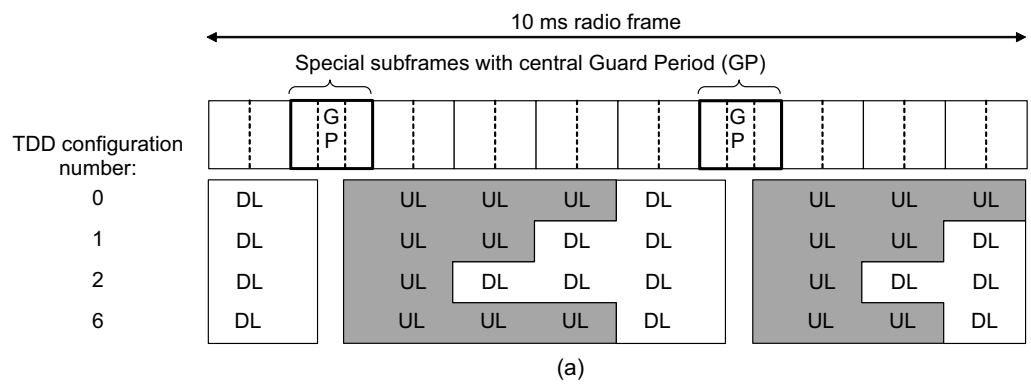 10 ms radio frame
Special subframes with central Guard Period (GP)
G G
P P
TDD configuration
number:
0 DL UL UL UL DL UL UL UL
1 DL UL UL DL DL UL UL DL
2 DL UL DL DL DL UL DL DL
6 DL UL UL UL DL UL UL DL
(a)